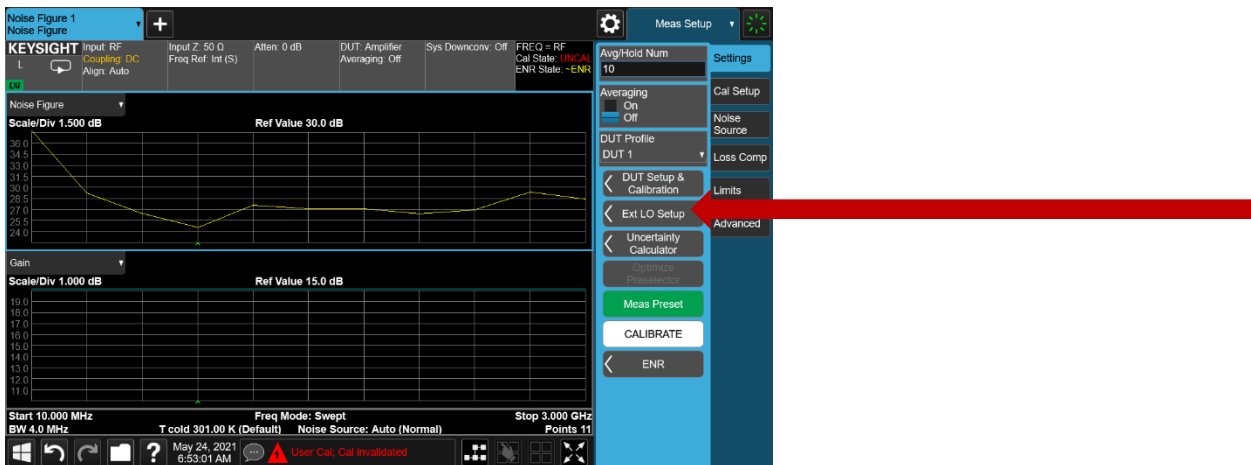 Noise Figure 1
Noise Figure
Meas Setup
KEYSIGHT
L
Input: RF
Coupling: DC
Align: Auto
Input Z: 50 Ω
Freq Ref: Int (S)
Atten: 0 dB
DUT: Amplifier
Averaging: Off
Sys Downconv: Off
FREQ = RF
Cal State: UNCAL
ENR State: ~ENR
LXI
Noise Figure
Scale/Div 1.500 dB
Ref Value 30.0 dB
36.0
34.5
33.0
31.5
30.0
28.5
27.0
25.5
24.0
Gain
Scale/Div 1.000 dB
Ref Value 15.0 dB
19.0
18.0
17.0
16.0
15.0
14.0
13.0
12.0
11.0
Start 10.000 MHz
Freq Mode: Swept
Stop 3.000 GHz
BW 4.0 MHz
T cold 301.00 K (Default)
Noise Source: Auto (Normal)
Points 11
?
May 24, 2021
6:53:01 AM
User Cal; Cal invalidated
Avg/Hold Num
10
Averaging
On
Off
DUT Profile
DUT 1
DUT Setup &
Calibration
Ext LO Setup
Uncertainty
Calculator
Optimize
Preselector
Meas Preset
CALIBRATE
ENR
Settings
Cal Setup
Noise
Source
Loss Comp
Limits
Advanced